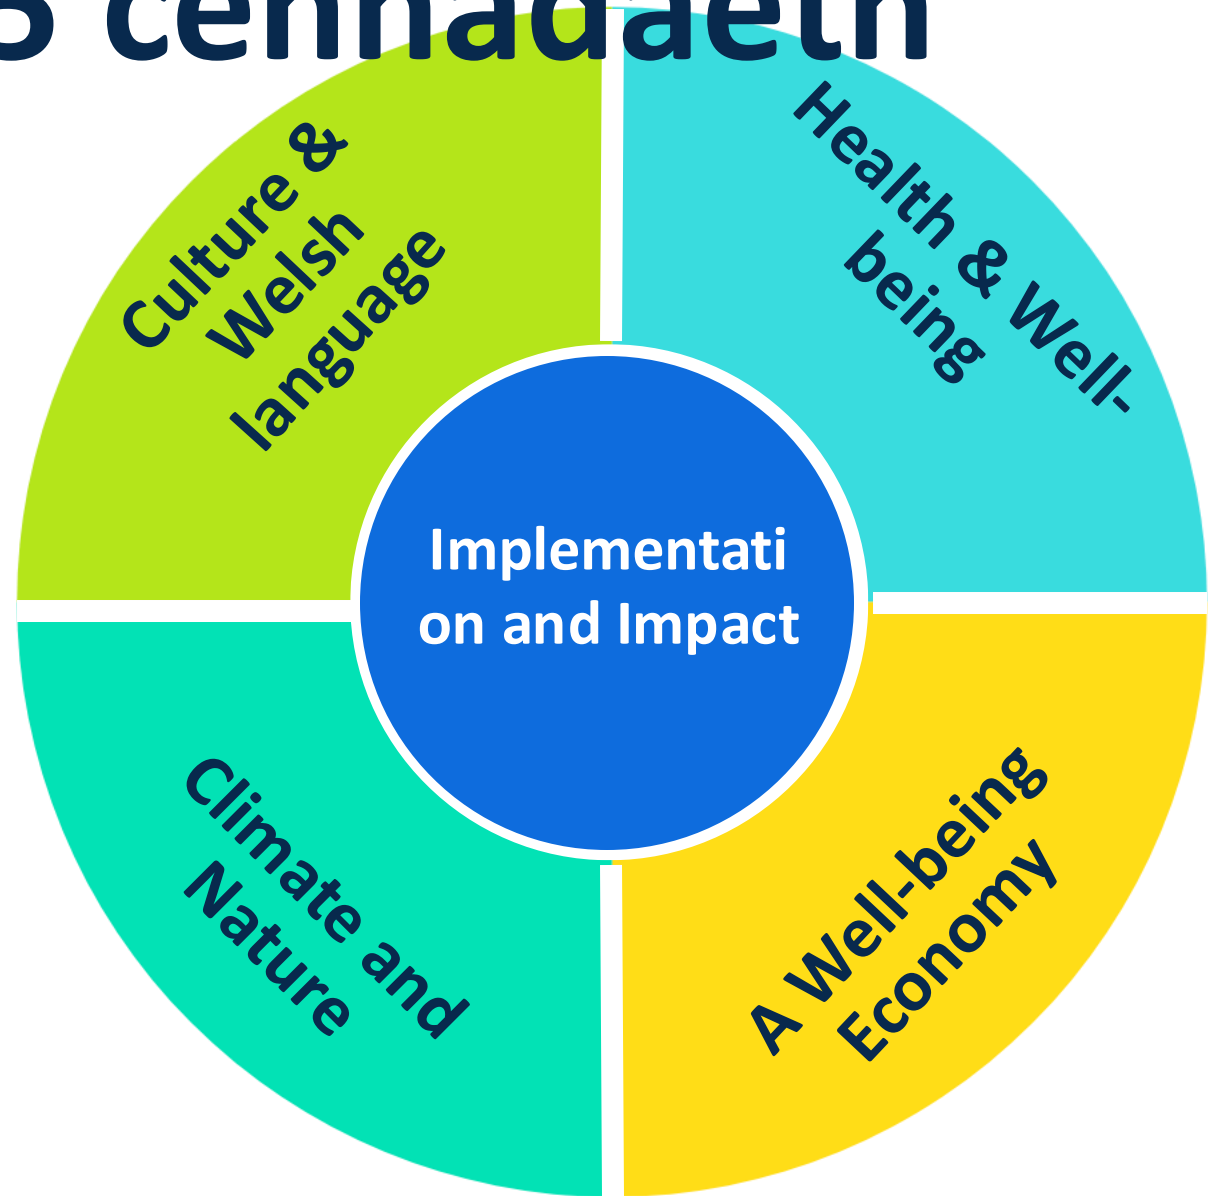 5 cenhadaeth
Culture &
Welsh
language
Health & Well-
being
Implementati
on and Impact
Climate and
Nature
A Well-being
Economy